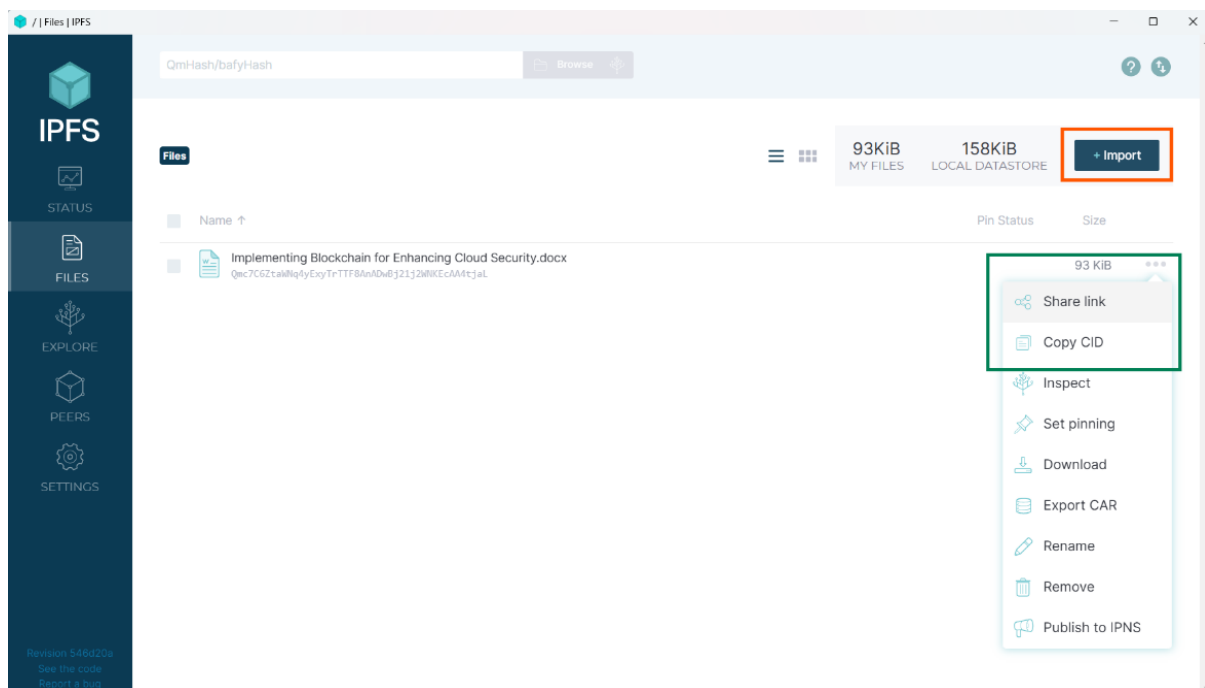 / | Files | IPFS
QmHash/bafyHash
Browse
IPFS
STATUS
FILES
EXPLORE
PEERS
SETTINGS
Revision 546d20a
See the code
Report a bug
Files
93KiB
MY FILES
158KiB
LOCAL DATASTORE
+ Import
Name ↑
Pin Status
Size
Implementing Blockchain for Enhancing Cloud Security.docx
Qmc7C6ZtaWNq4yExyTrTTF8AnADwBj21j2WNKEcAA4tjaL
93 KiB
Share link
Copy CID
Inspect
Set pinning
Download
Export CAR
Rename
Remove
Publish to IPNS